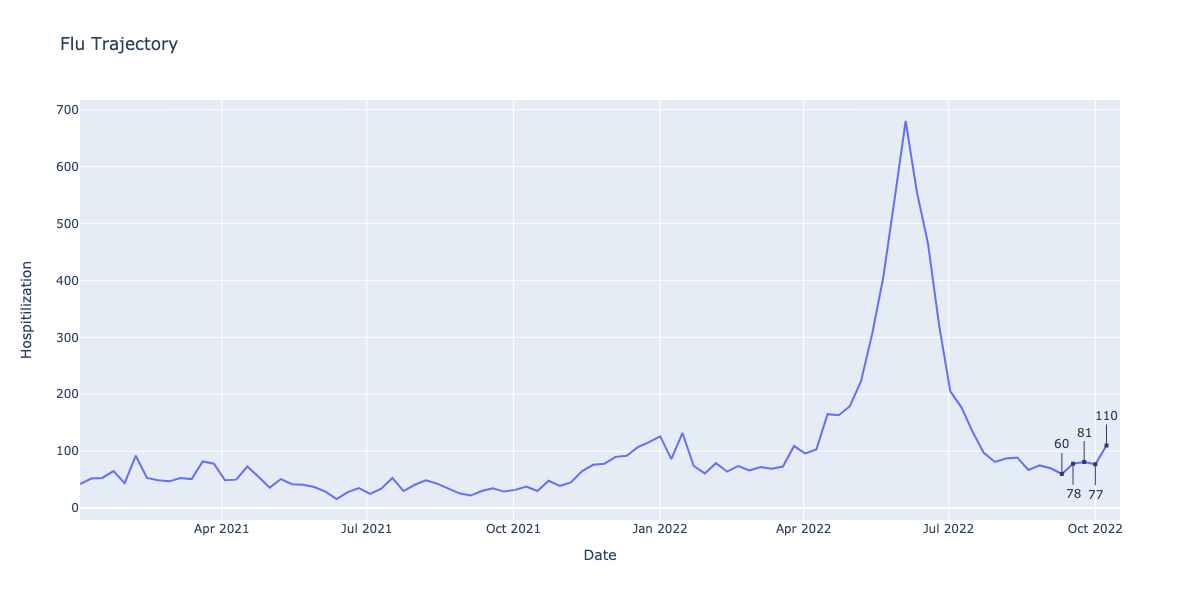 Flu Trajectory
700
600
500
400
300
200
100
0
Hospitilization
60
78
81
77
110
Apr 2021
Jul 2021
Oct 2021
Jan 2022
Apr 2022
Jul 2022
Oct 2022
Date